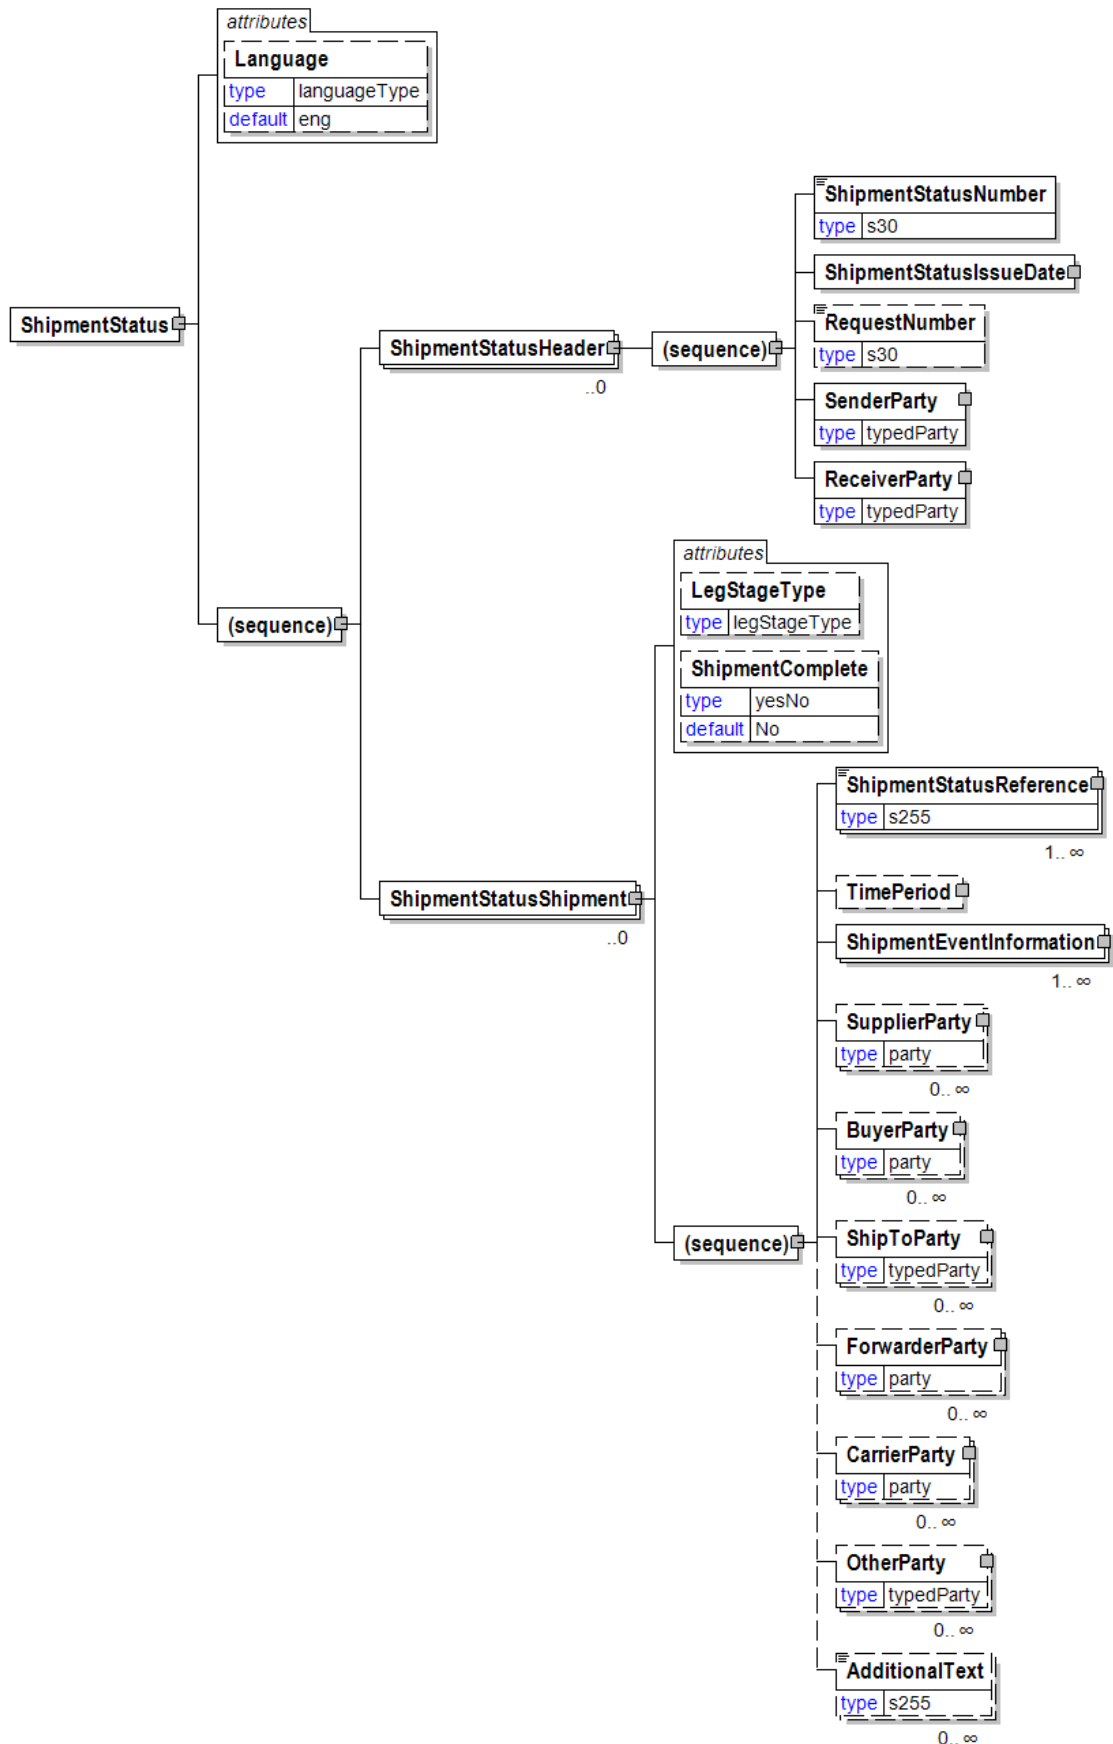 attributes
Language
type languageType
default eng
ShipmentStatusNumber
type s30
ShipmentStatusIssueDate
ShipmentStatus
RequestNumber
type s30
ShipmentStatusHeader
(sequence)
..0
SenderParty
type typedParty
ReceiverParty
type typedParty
attributes
LegStageType
type legStageType
(sequence)
ShipmentComplete
type yesNo
default No
ShipmentStatusReference
type s255
1.. ∞
TimePeriod
ShipmentStatusShipment
..0
ShipmentEventInformation
1.. ∞
SupplierParty
type party
0.. ∞
BuyerParty
type party
0.. ∞
(sequence)
ShipToParty
type typedParty
0.. ∞
ForwarderParty
type party
0.. ∞
CarrierParty
type party
0.. ∞
OtherParty
type typedParty
0.. ∞
AdditionalText
type s255
0.. ∞